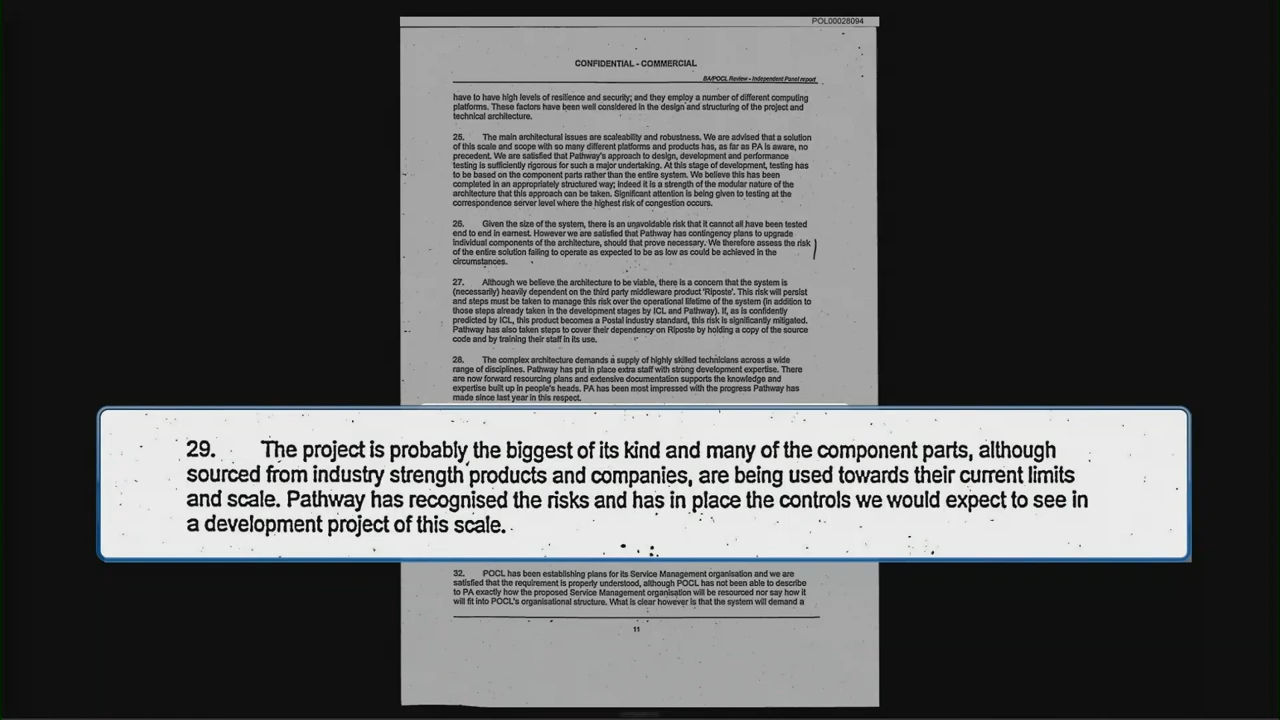 POL00028094
CONFIDENTIAL - COMMERCIAL
BA/POCL Review - Independent Panel report
have to have high levels of resilience and security; and they employ a number of different computing
platforms. These factors have been well considered in the design and structuring of the project and
technical architecture.
25. The main architectural issues are scaleability and robustness. We are advised that a solution
of this scale and scope with so many different platforms and products has, as far as PA is aware, no
precedent. We are satisfied that Pathway's approach to design, development and performance
testing is sufficiently rigorous for such a major undertaking. At this stage of development, testing has
to be based on the component parts rather than the entire system. We believe this has been
completed in an appropriately structured way; indeed it is a strength of the modular nature of the
architecture that this approach can be taken. Significant attention is being given to testing at the
correspondence server level where the highest risk of congestion occurs.
26. Given the size of the system, there is an unavoidable risk that it cannot all have been tested
end to end in earnest. However we are satisfied that Pathway has contingency plans to upgrade
individual components of the architecture, should that prove necessary. We therefore assess the risk
of the entire solution failing to operate as expected to be as low as could be achieved in the
circumstances.
27. Although we believe the architecture to be viable, there is a concern that the system is
(necessarily) heavily dependent on the third party middleware product 'Riposte'. This risk will persist
and steps must be taken to manage this risk over the operational lifetime of the system (in addition to
those steps already taken in the development stages by ICL and Pathway). If, as is confidently
predicted by ICL, this product becomes a Postal industry standard, this risk is significantly mitigated.
Pathway has also taken steps to cover their dependency on Riposte by holding a copy of the source
code and by training their staff in its use.
28. The complex architecture demands a supply of highly skilled technicians across a wide
range of disciplines. Pathway has put in place extra staff with strong development expertise. There
are now forward resourcing plans and extensive documentation supports the knowledge and
expertise built up in people's heads. PA has been most impressed with the progress Pathway has
made since last year in this respect.
29. The project is probably the biggest of its kind and many of the component parts, although
sourced from industry strength products and companies, are being used towards their current limits
and scale. Pathway has recognised the risks and has in place the controls we would expect to see in
a development project of this scale.
32. POCL has been establishing plans for its Service Management organisation and we are
satisfied that the requirement is properly understood, although POCL has not been able to describe
to PA exactly how the proposed Service Management organisation will be resourced nor say how it
will fit into POCL's organisational structure. What is clear however is that the system will demand a
11